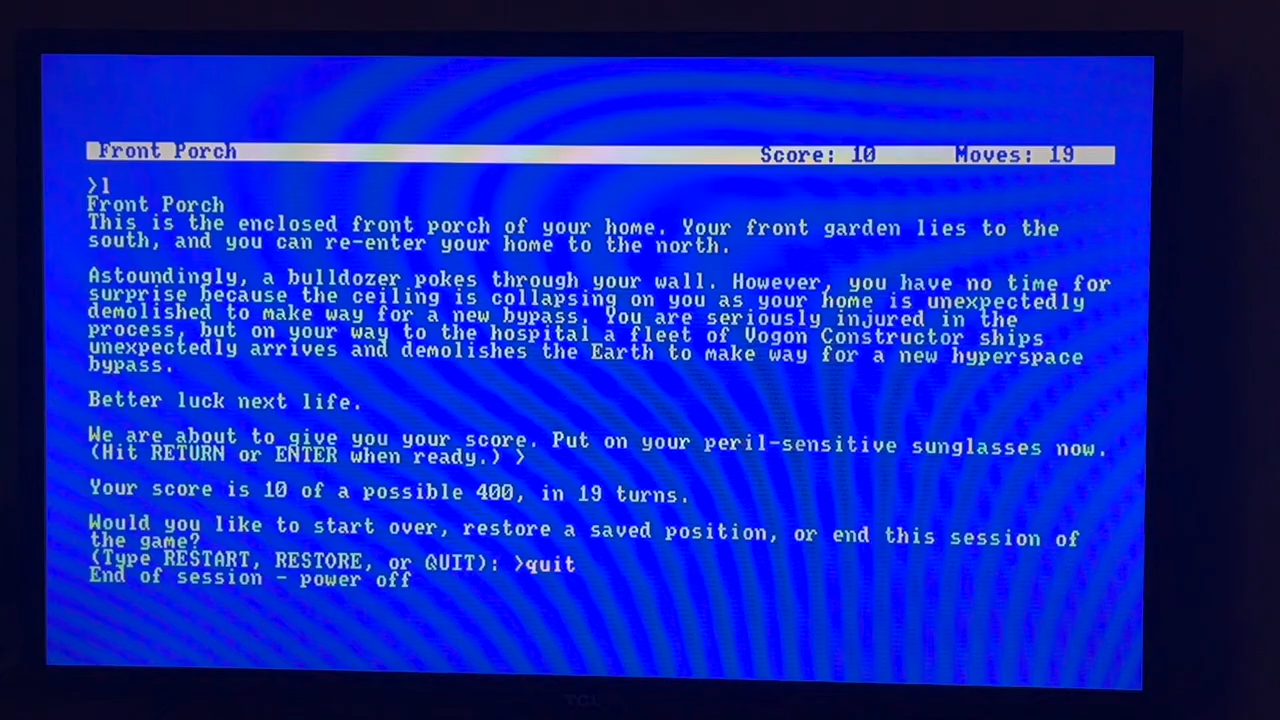 Front Porch Score: 10 Moves: 19
>l
Front Porch
This is the enclosed front porch of your home. Your front garden lies to the
south, and you can re-enter your home to the north.
Astoundingly, a bulldozer pokes through your wall. However, you have no time for
surprise because the ceiling is collapsing on you as your home is unexpectedly
demolished to make way for a new bypass. You are seriously injured in the
process, but on your way to the hospital a fleet of Vogon Constructor ships
unexpectedly arrives and demolishes the Earth to make way for a new hyperspace
bypass.
Better luck next life.
We are about to give you your score. Put on your peril-sensitive sunglasses now.
(Hit RETURN or ENTER when ready.) >
Your score is 10 of a possible 400, in 19 turns.
Would you like to start over, restore a saved position, or end this session of
the game?
(Type RESTART, RESTORE, or QUIT): >quit
End of session - power off
TCL